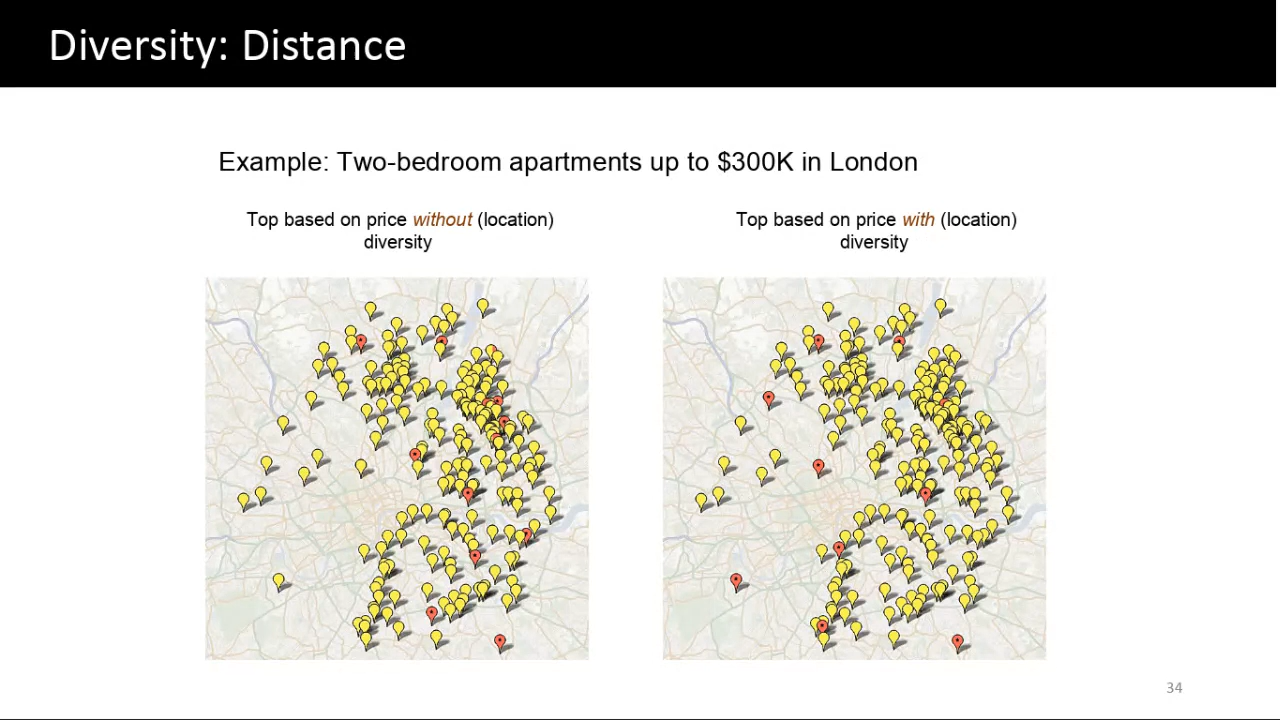 Diversity: Distance
Example: Two-bedroom apartments up to $300K in London
Top based on price without (location)
diversity
Top based on price with (location)
diversity
34